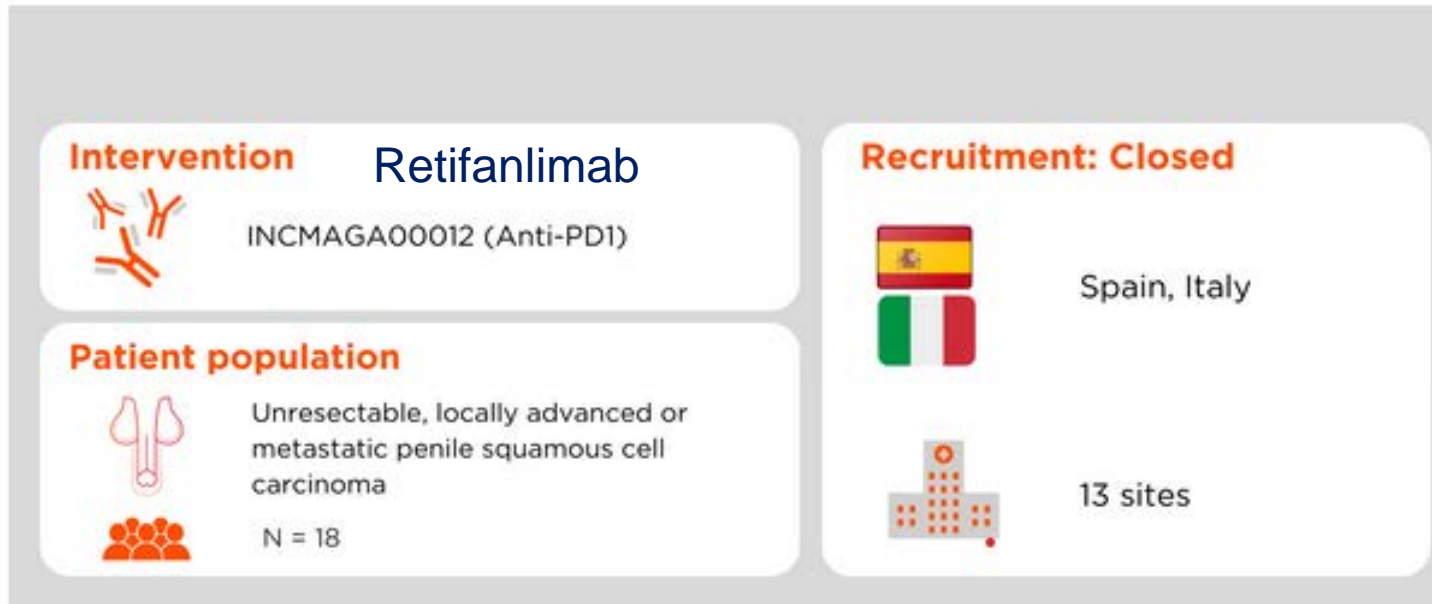 Intervention
Retifanlimab
INCMAGA00012 (Anti-PD1)
Patient population
Unresectable, locally advanced or
metastatic penile squamous cell
carcinoma
N = 18
Recruitment: Closed
Spain, Italy
13 sites